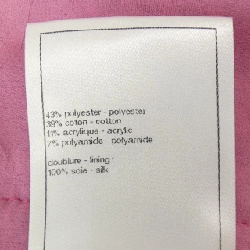 43% polyester - polyester
39% coton - cotton
11% acrylique - acrylic
7% polyamide - polyamide
doublure - lining :
100% soie - silk